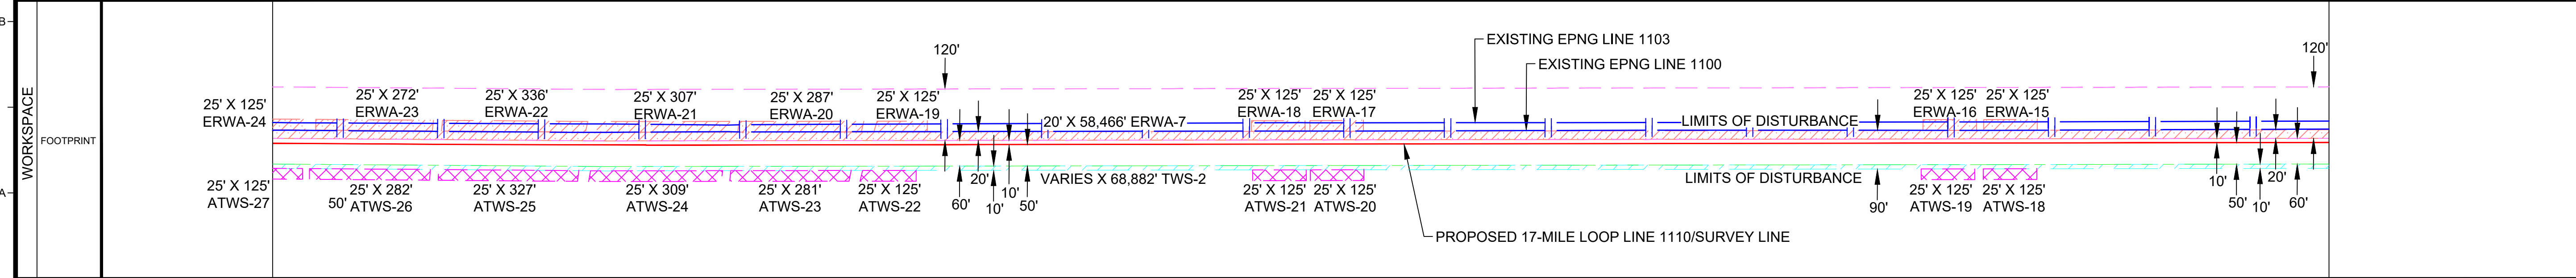 B
WORKSPACE
FOOTPRINT
A
120'
120'
EXISTING EPNG LINE 1103
EXISTING EPNG LINE 1100
25' X 125'
ERWA-24
25' X 272'
ERWA-23
25' X 336'
ERWA-22
25' X 307'
ERWA-21
25' X 287'
ERWA-20
25' X 125'
ERWA-19
20' X 58,466' ERWA-7
25' X 125'
ERWA-18
25' X 125'
ERWA-17
LIMITS OF DISTURBANCE
25' X 125'
ERWA-16
25' X 125'
ERWA-15
25' X 125'
ATWS-27
50'
25' X 282'
ATWS-26
25' X 327'
ATWS-25
25' X 309'
ATWS-24
25' X 281'
ATWS-23
25' X 125'
ATWS-22
60'
20'
10'
10'
50'
VARIES X 68,882' TWS-2
25' X 125'
ATWS-21
25' X 125'
ATWS-20
LIMITS OF DISTURBANCE
90'
25' X 125'
ATWS-19
25' X 125'
ATWS-18
10'
50'
10'
20'
60'
PROPOSED 17-MILE LOOP LINE 1110/SURVEY LINE